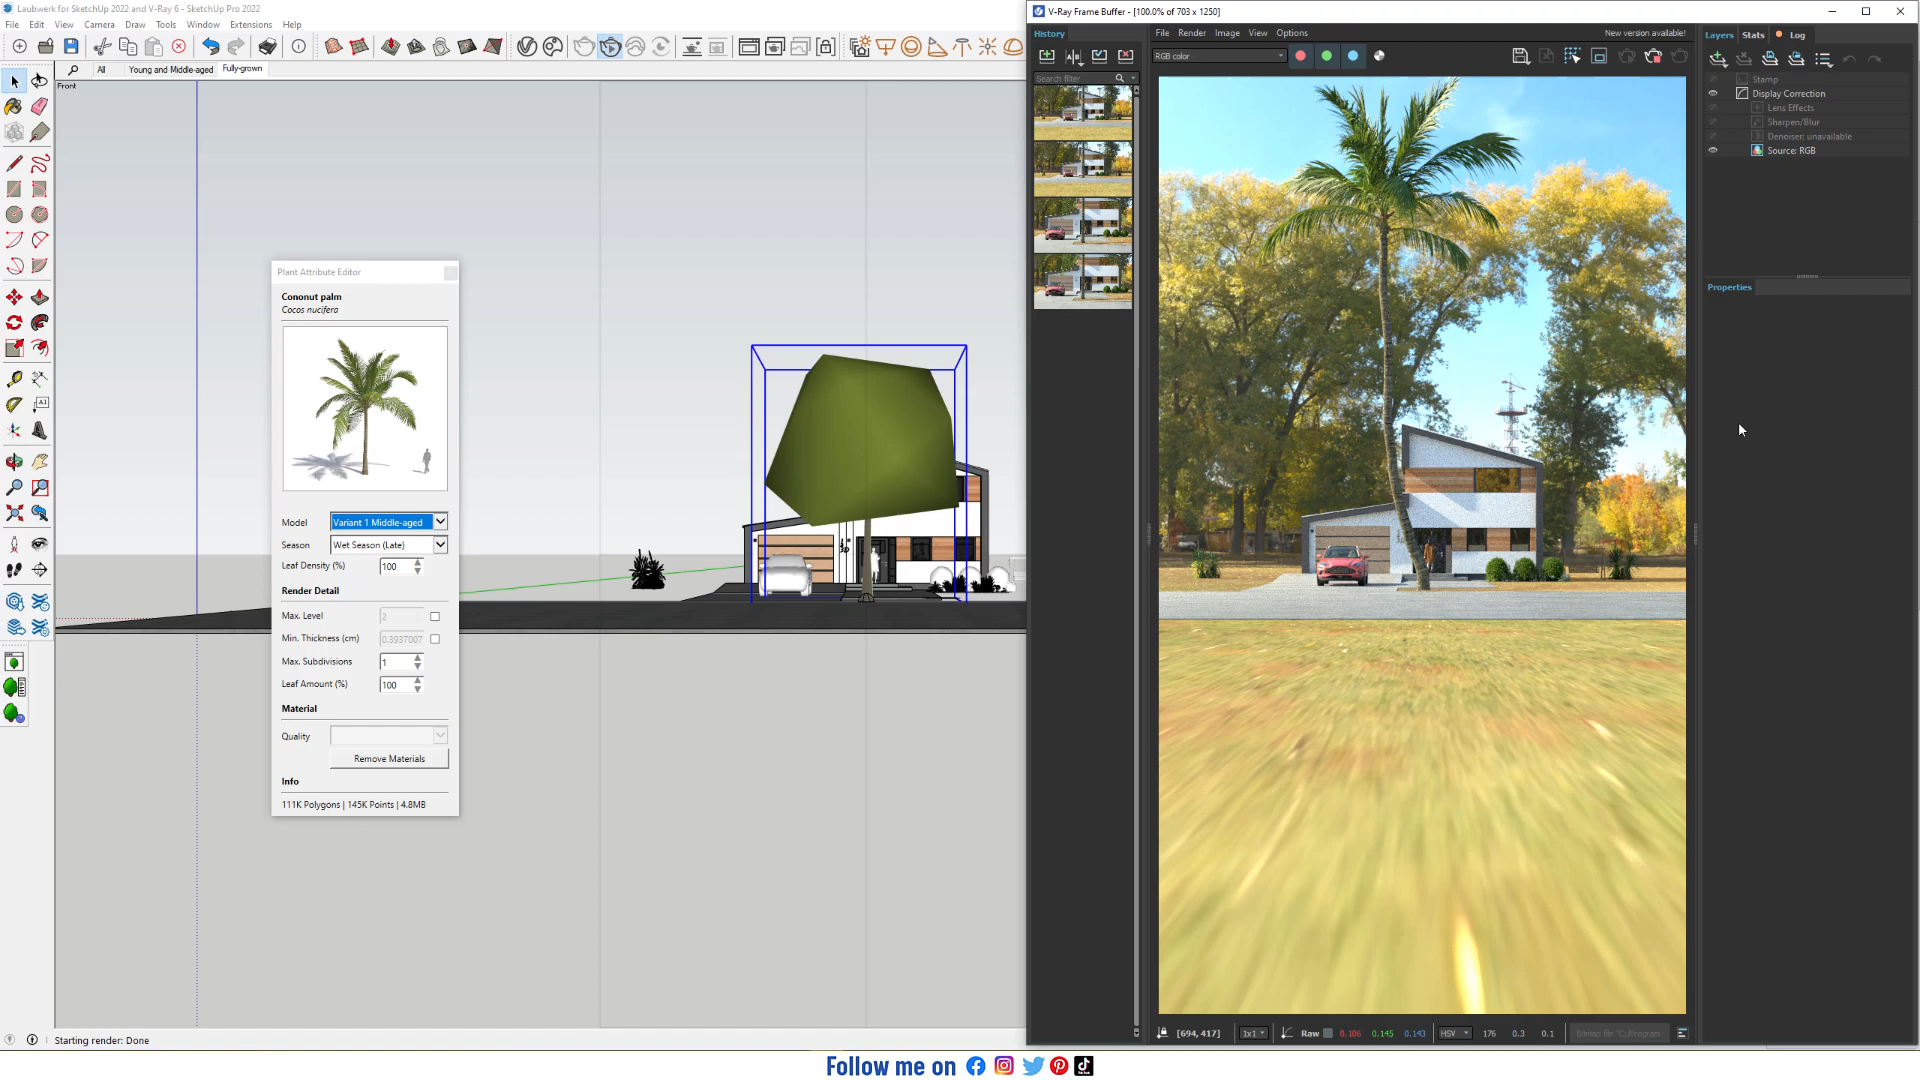 Laubwerk for SketchUp 2022 and V-Ray 6 - SketchUp Pro 2022
File Edit View Camera Draw Tools Window Extensions Help
All Young and Middle-aged Fully-grown
Front
Plant Attribute Editor
Cononut palm
Cocos nucifera
Model Variant 1 Middle-aged
Season Wet Season (Late)
Leaf Density (%) 100
Render Detail
Max. Level 2
Min. Thickness (cm) 0.3937007
Max. Subdivisions 1
Leaf Amount (%) 100
Material
Quality
Remove Materials
Info
111K Polygons | 145K Points | 4.8MB
Starting render: Done
V-Ray Frame Buffer - [100.0% of 703 x 1250]
History
File Render Image View Options
New version available!
Search filter
RGB color
Layers Stats Log
Stamp
Display Correction
Lens Effects
Sharpen/Blur
Denoiser: unavailable
Source: RGB
Properties
[694, 417] 1x1 Raw 0.106 0.145 0.143 HSV 176 0.3 0.1
Follow me on